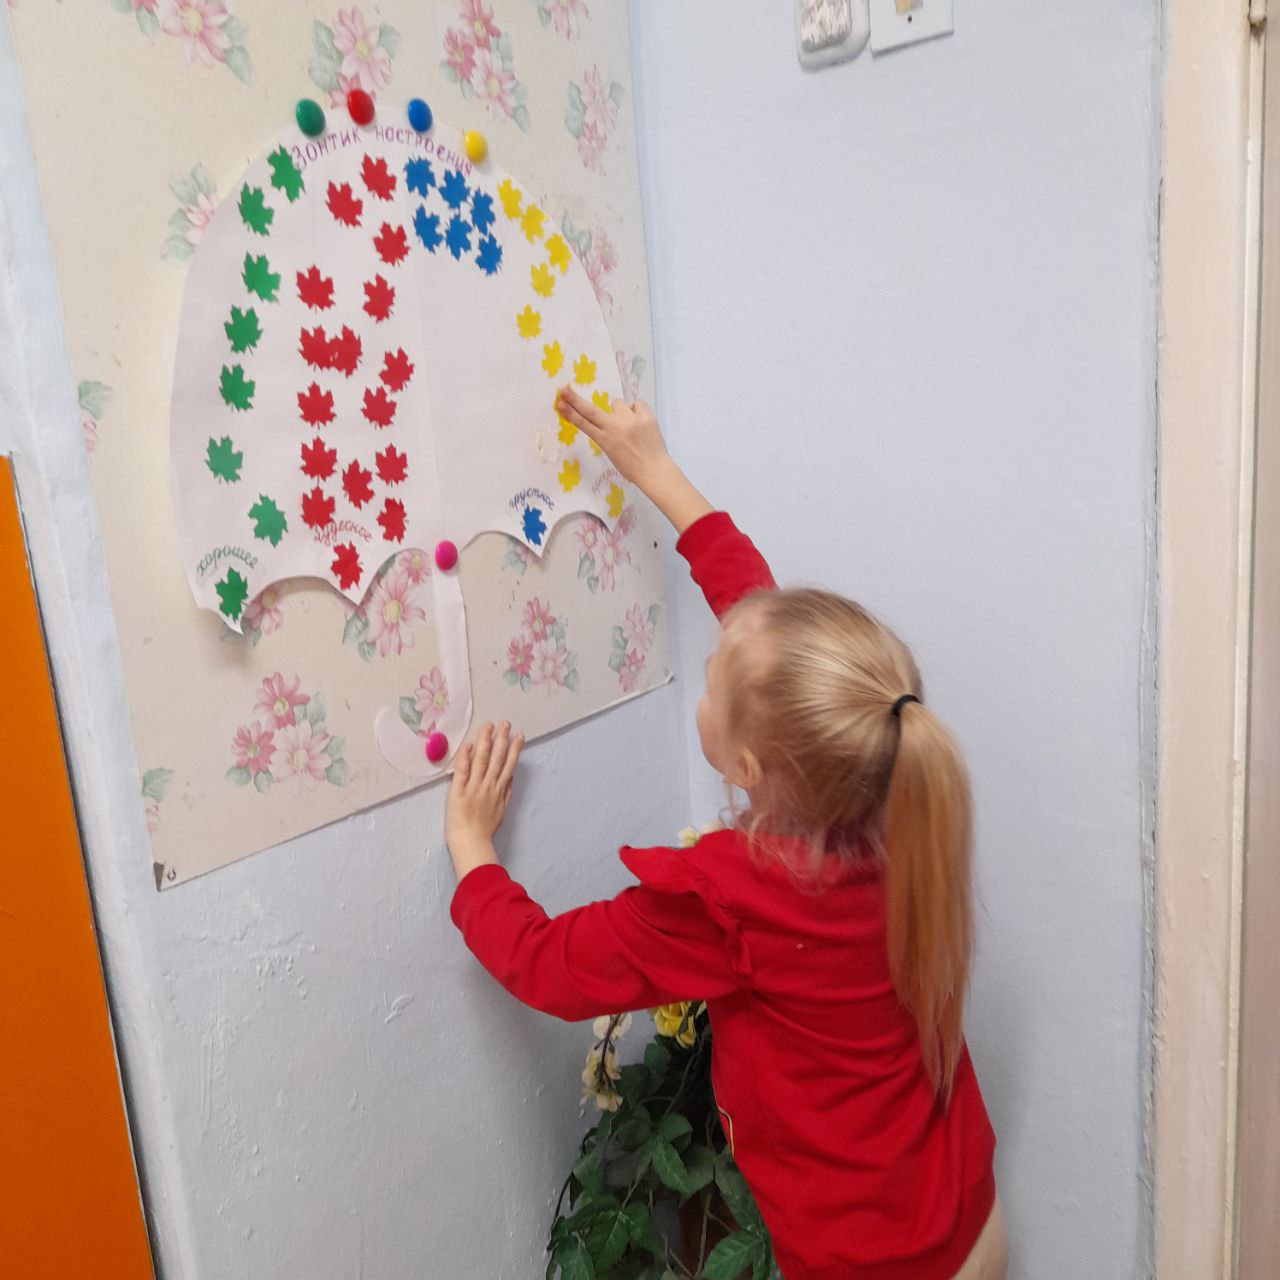 Зонтик настроения
хорошее
чудесное
грустное